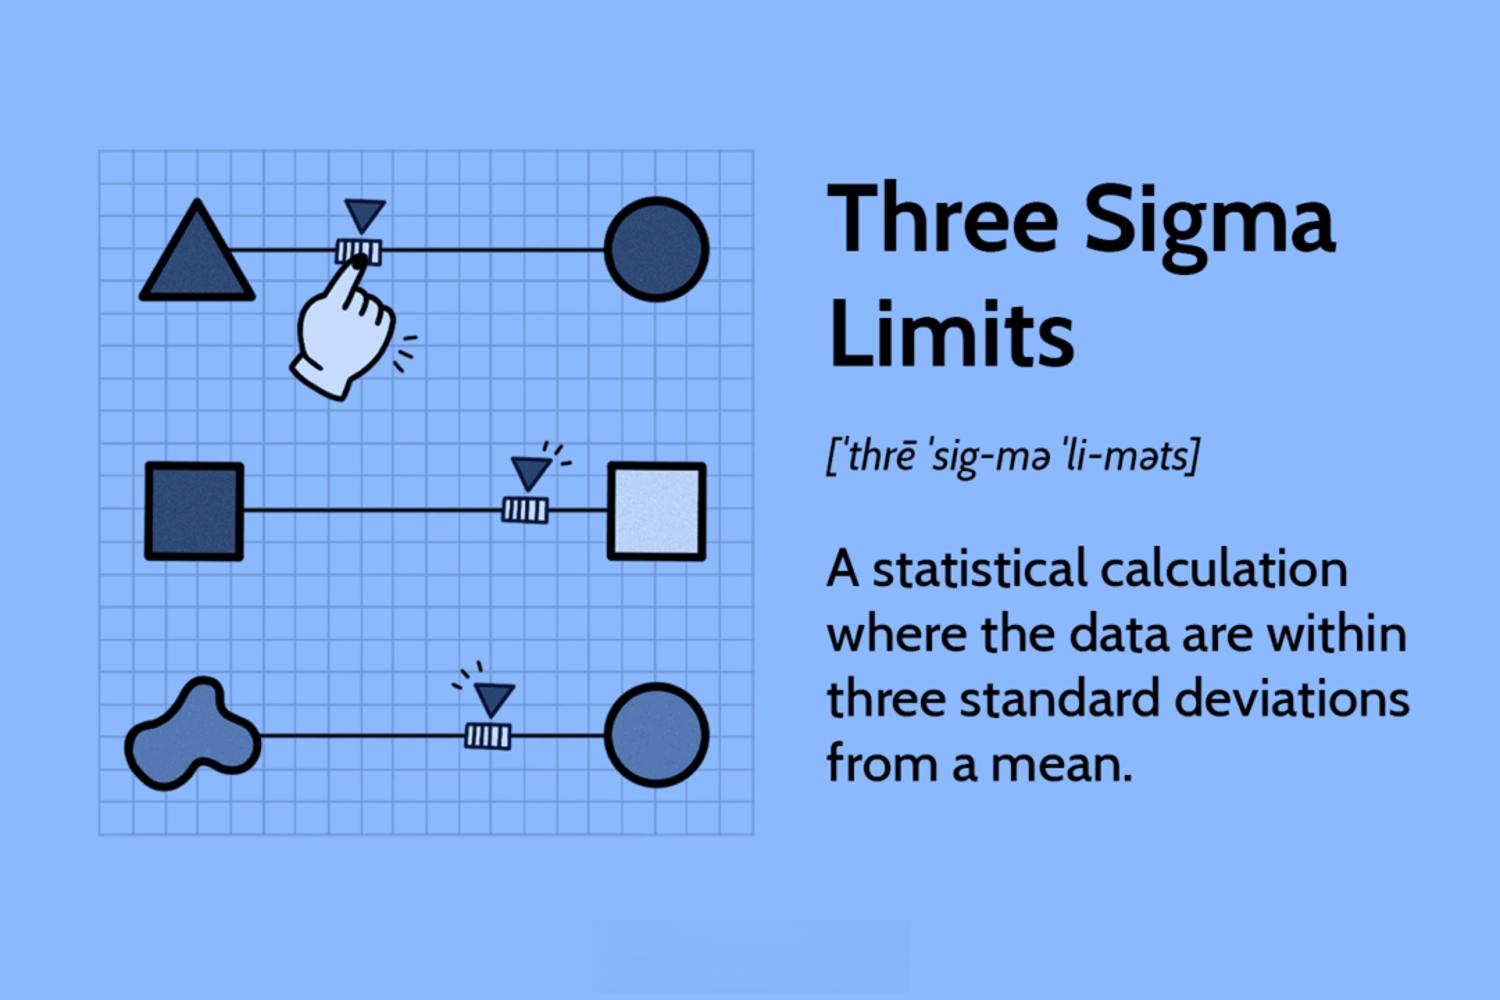 Three Sigma
Limits
[ˈthrē ˈsig-mə ˈli-məts]
A statistical calculation
where the data are within
three standard deviations
from a mean.